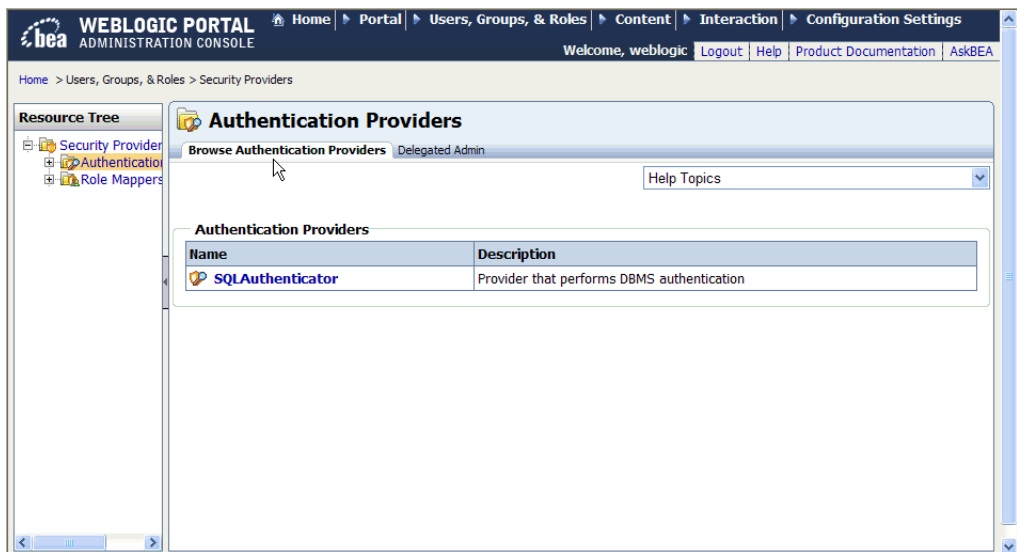 bea WEBLOGIC PORTAL
ADMINISTRATION CONSOLE
Home Portal Users, Groups, & Roles Content Interaction Configuration Settings
Welcome, weblogic Logout Help Product Documentation AskBEA
Home > Users, Groups, & Roles > Security Providers
Resource Tree
Security Provider
Authentication
Role Mappers
Authentication Providers
Browse Authentication Providers Delegated Admin
Help Topics
Authentication Providers
Name Description
SQLAuthenticator Provider that performs DBMS authentication